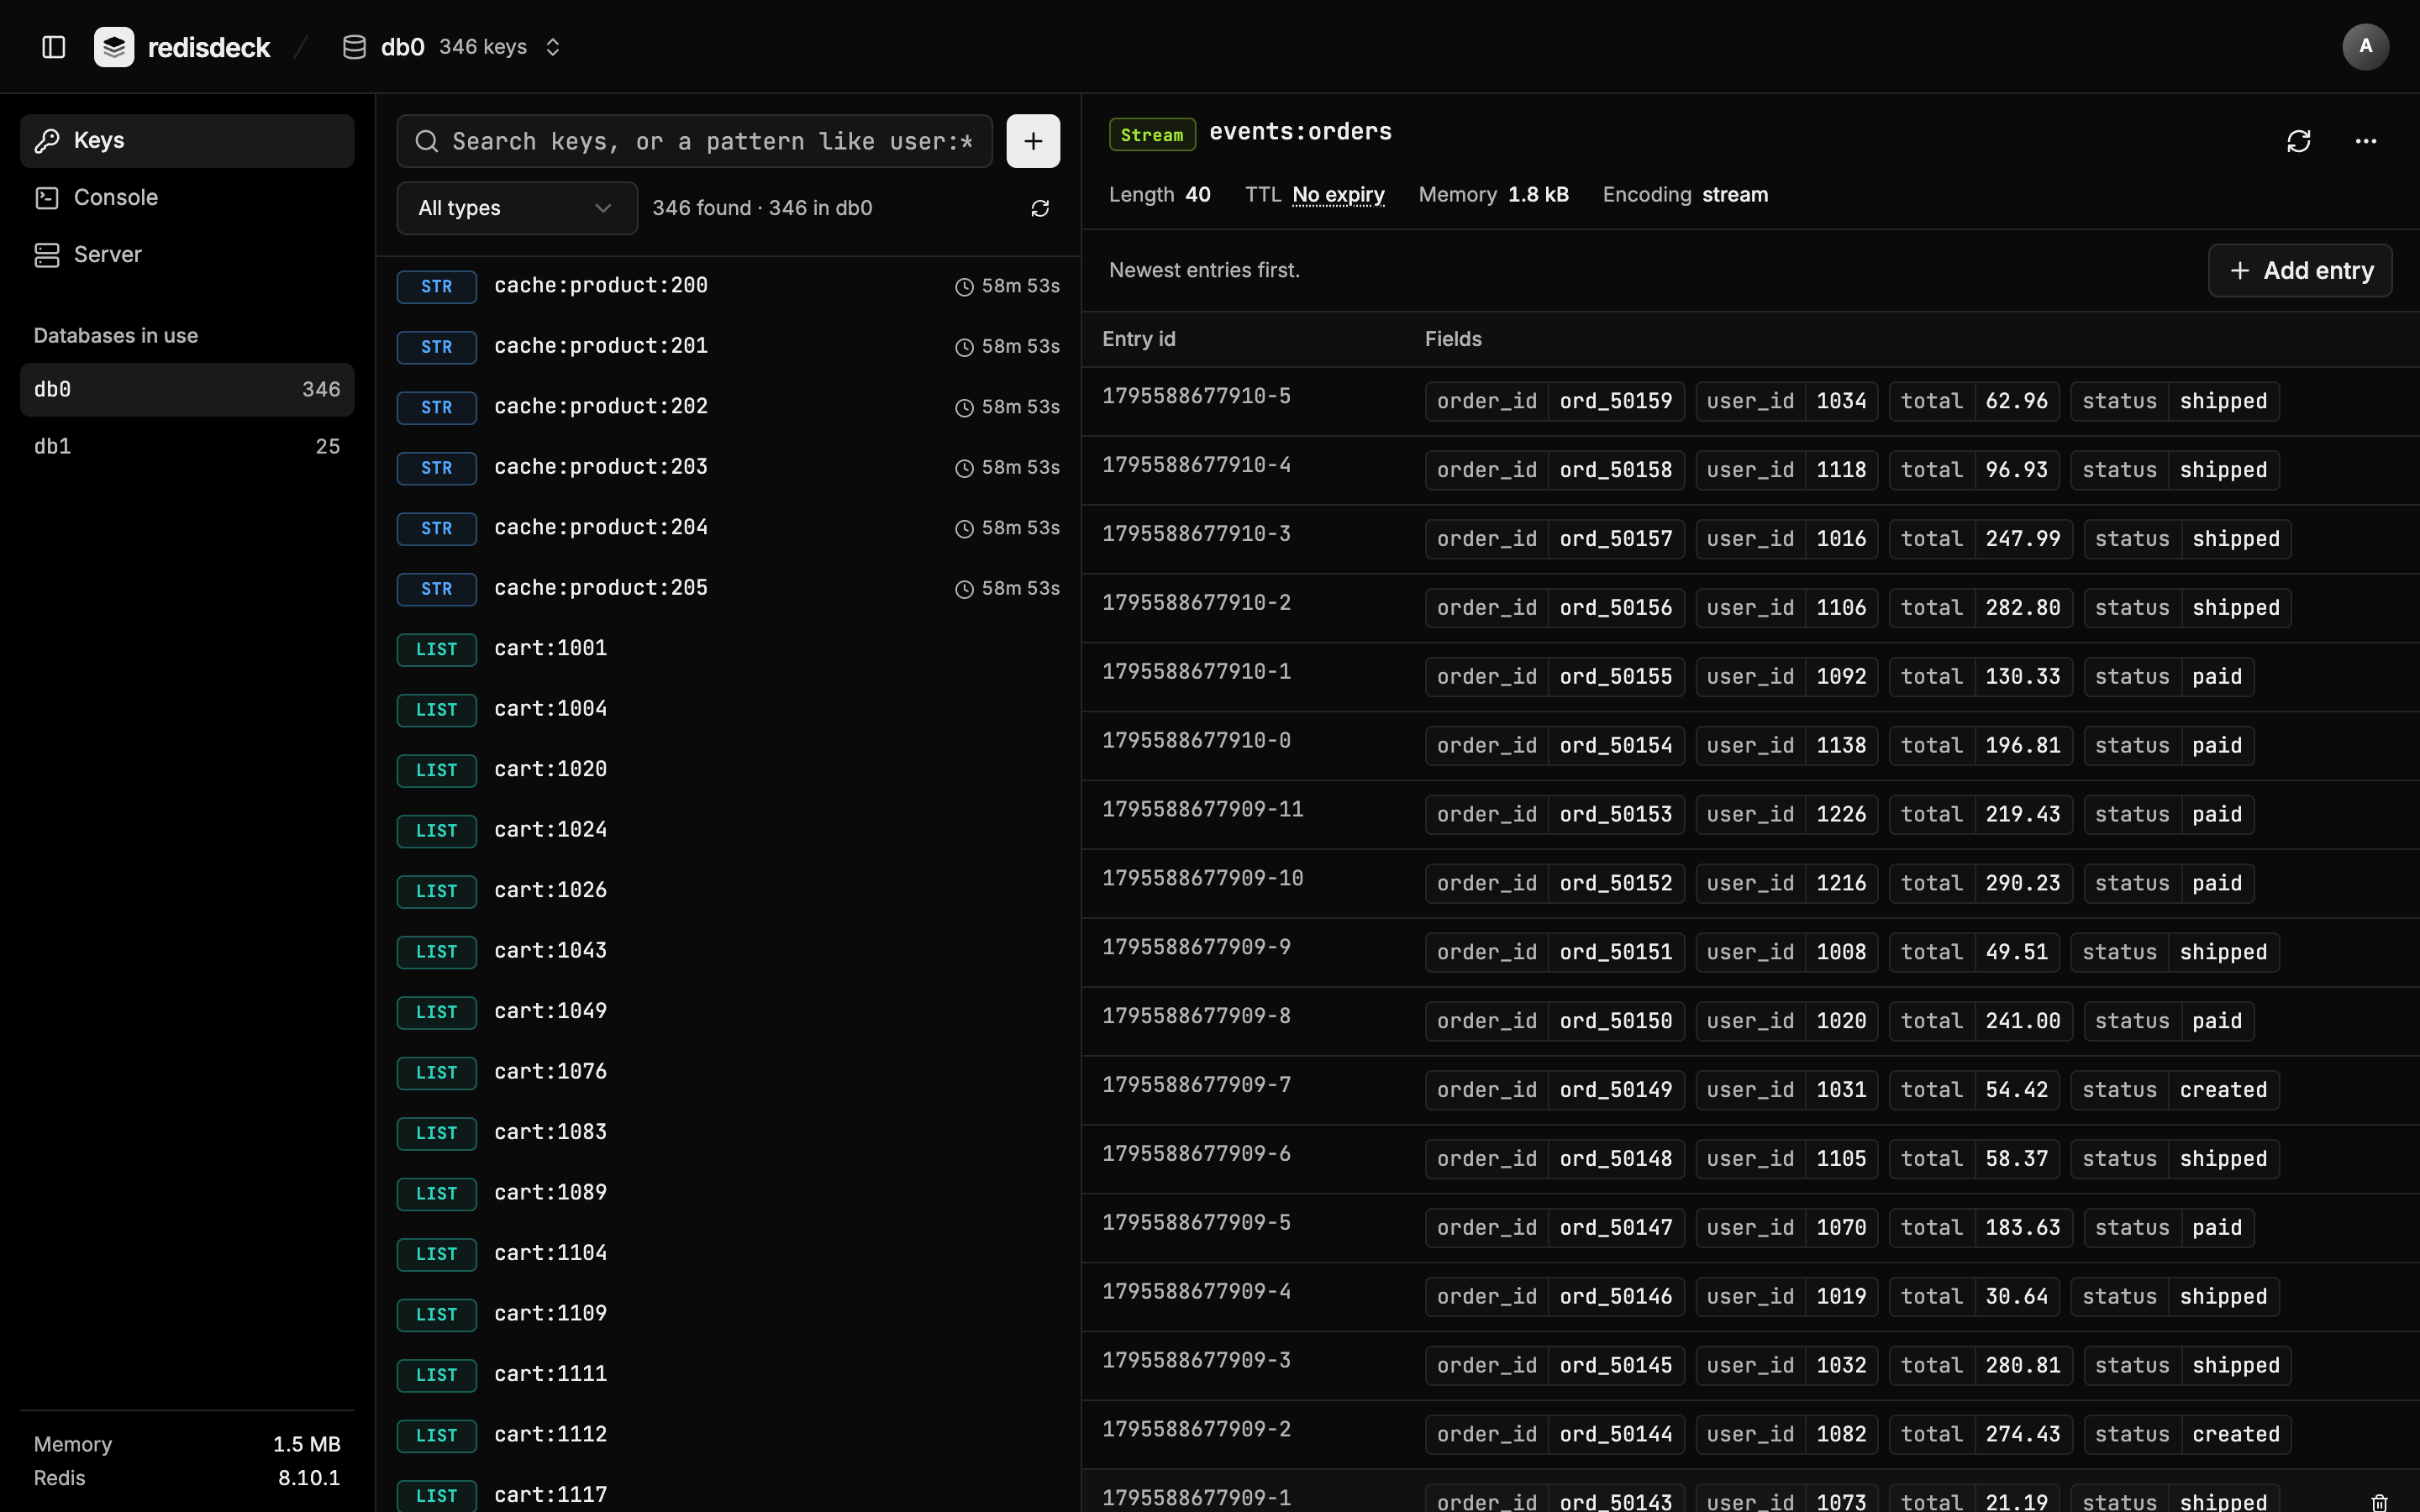 redisdeck / db0 346 keys A
Keys
Console
Server
Databases in use
db0 346
db1 25
Memory 1.5 MB
Redis 8.10.1
Search keys, or a pattern like user:*
All types 346 found · 346 in db0
STR cache:product:200 58m 53s
STR cache:product:201 58m 53s
STR cache:product:202 58m 53s
STR cache:product:203 58m 53s
STR cache:product:204 58m 53s
STR cache:product:205 58m 53s
LIST cart:1001
LIST cart:1004
LIST cart:1020
LIST cart:1024
LIST cart:1026
LIST cart:1043
LIST cart:1049
LIST cart:1076
LIST cart:1083
LIST cart:1089
LIST cart:1104
LIST cart:1109
LIST cart:1111
LIST cart:1112
LIST cart:1117
Stream events:orders
Length 40 TTL No expiry Memory 1.8 kB Encoding stream
Newest entries first. Add entry
Entry id Fields
1795588677910-5 order_id ord_50159 user_id 1034 total 62.96 status shipped
1795588677910-4 order_id ord_50158 user_id 1118 total 96.93 status shipped
1795588677910-3 order_id ord_50157 user_id 1016 total 247.99 status shipped
1795588677910-2 order_id ord_50156 user_id 1106 total 282.80 status shipped
1795588677910-1 order_id ord_50155 user_id 1092 total 130.33 status paid
1795588677910-0 order_id ord_50154 user_id 1138 total 196.81 status paid
1795588677909-11 order_id ord_50153 user_id 1226 total 219.43 status paid
1795588677909-10 order_id ord_50152 user_id 1216 total 290.23 status paid
1795588677909-9 order_id ord_50151 user_id 1008 total 49.51 status shipped
1795588677909-8 order_id ord_50150 user_id 1020 total 241.00 status paid
1795588677909-7 order_id ord_50149 user_id 1031 total 54.42 status created
1795588677909-6 order_id ord_50148 user_id 1105 total 58.37 status shipped
1795588677909-5 order_id ord_50147 user_id 1070 total 183.63 status paid
1795588677909-4 order_id ord_50146 user_id 1019 total 30.64 status shipped
1795588677909-3 order_id ord_50145 user_id 1032 total 280.81 status shipped
1795588677909-2 order_id ord_50144 user_id 1082 total 274.43 status created
1795588677909-1 order_id ord_50143 user_id 1073 total 21.19 status shipped